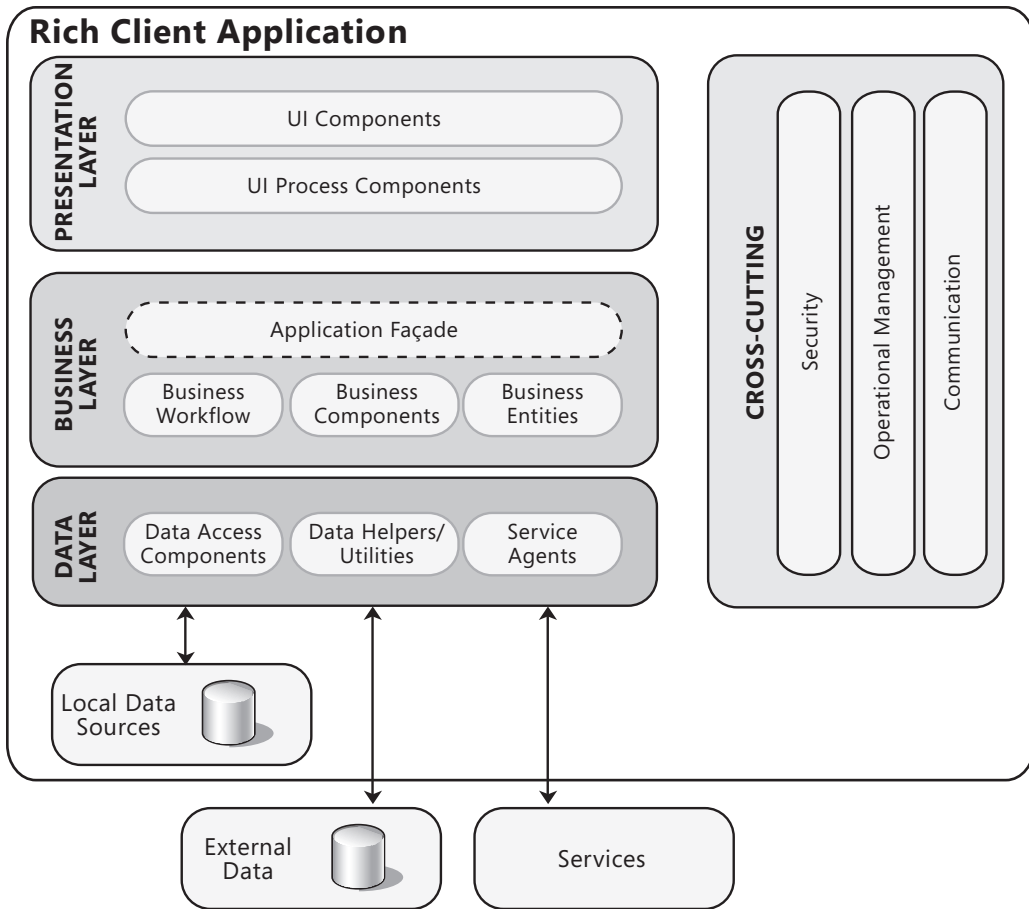 Rich Client Application
PRESENTATION
LAYER
UI Components
UI Process Components
BUSINESS
LAYER
Application Façade
Business
Workflow
Business
Components
Business
Entities
DATA
LAYER
Data Access
Components
Data Helpers/
Utilities
Service
Agents
CROSS-CUTTING
Security
Operational Management
Communication
Local Data
Sources
External
Data
Services